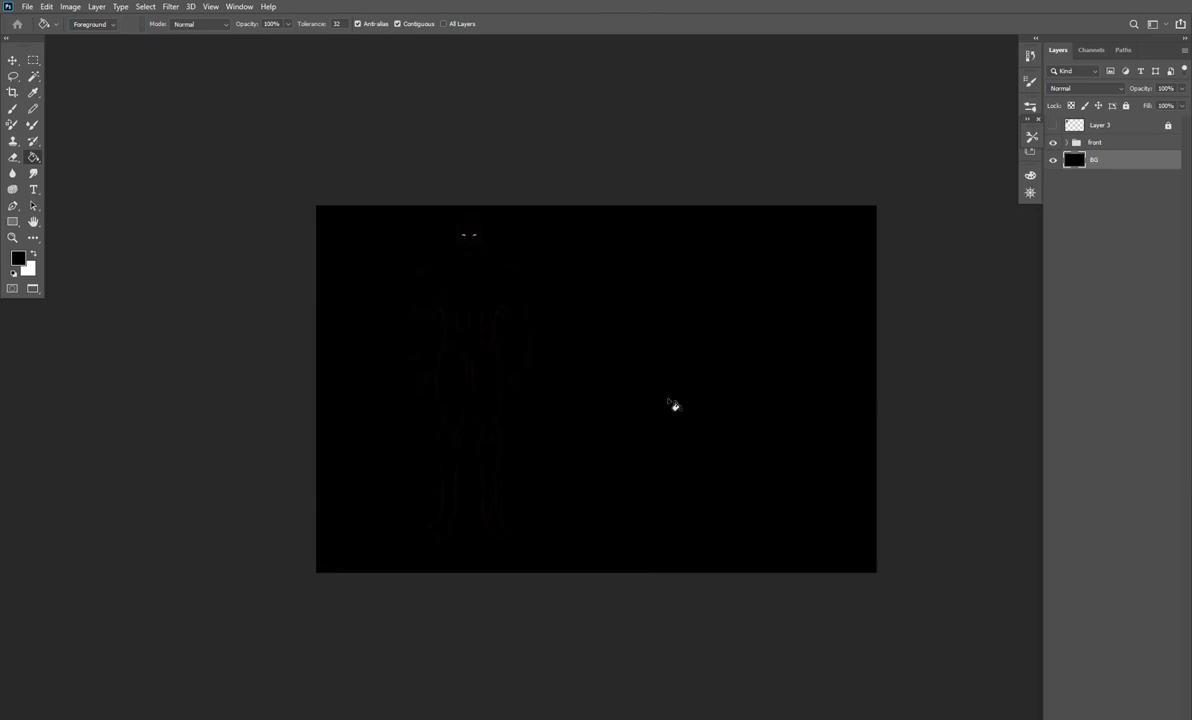 Ps File Edit Image Layer Type Select Filter 3D View Window Help
Foreground Mode: Normal Opacity: 100% Tolerance: 32 Anti-alias Contiguous All Layers
Layers Channels Paths
Kind
Normal Opacity: 100%
Lock: Fill: 100%
Layer 3
front
BG